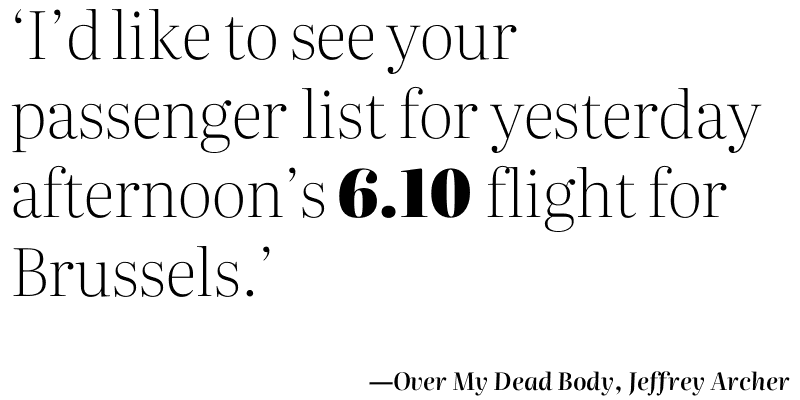 ‘I’d like to see your
passenger list for yesterday
afternoon’s 6.10 flight for
Brussels.’
—Over My Dead Body, Jeffrey Archer